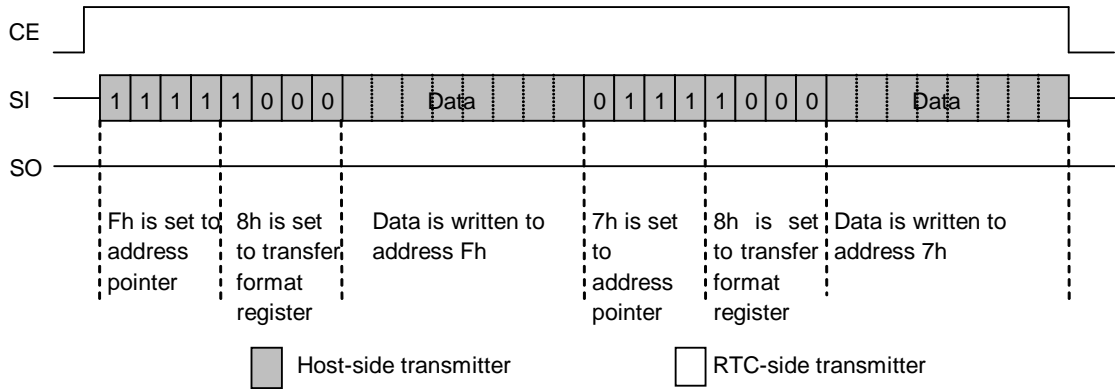 CE
SI 1 1 1 1 1 0 0 0 Data 0 1 1 1 1 0 0 0 Data
SO
Fh is set to
address
pointer
8h is set
to transfer
format
register
Data is written to
address Fh
7h is set
to
address
pointer
8h is set
to transfer
format
register
Data is written to
address 7h
Host-side transmitter
RTC-side transmitter